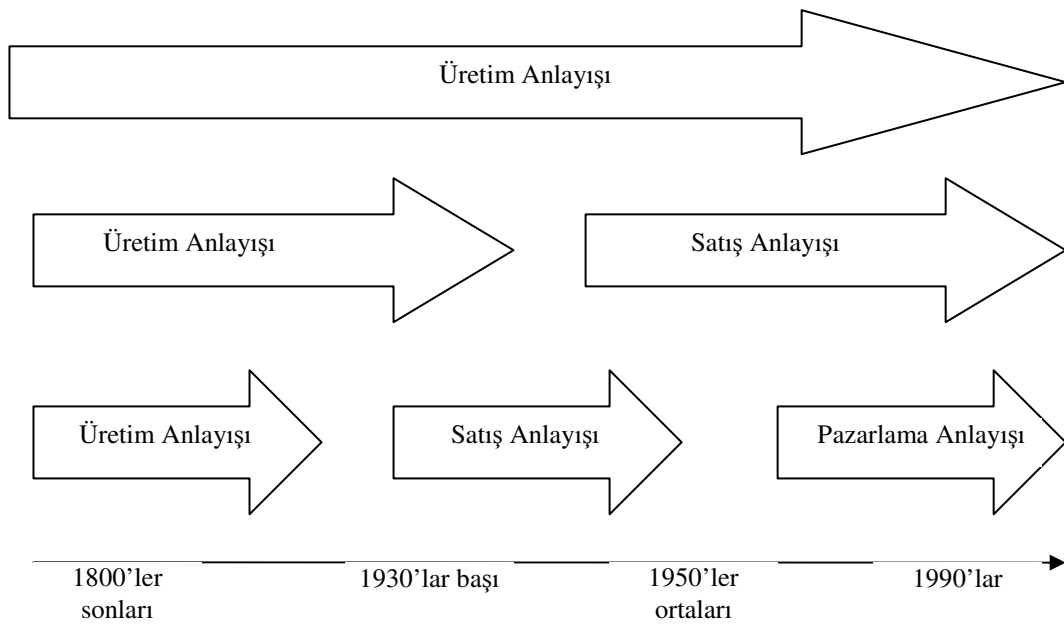 Üretim Anlayışı
Üretim Anlayışı
Satış Anlayışı
Üretim Anlayışı
Satış Anlayışı
Pazarlama Anlayışı
1800’ler
sonları
1930’lar başı
1950’ler
ortaları
1990’lar